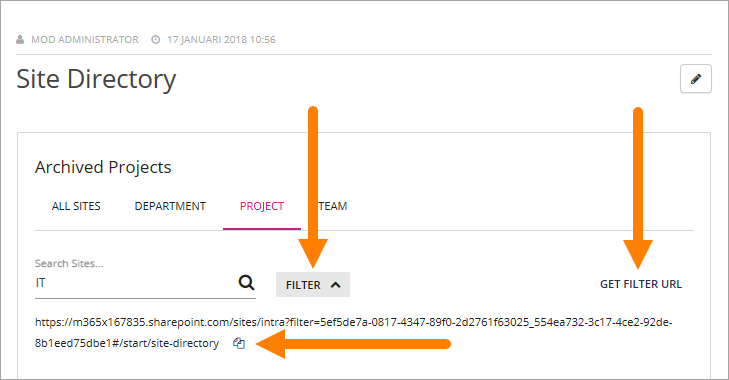 MOD ADMINISTRATOR 17 JANUARI 2018 10:56
Site Directory
Archived Projects
ALL SITES DEPARTMENT PROJECT TEAM
Search Sites...
IT FILTER GET FILTER URL
https://m365x167835.sharepoint.com/sites/intra?filter=5ef5de7a-0817-4347-89f0-2d2761f63025_554ea732-3c17-4ce2-92de-
8b1eed75dbe1#/start/site-directory